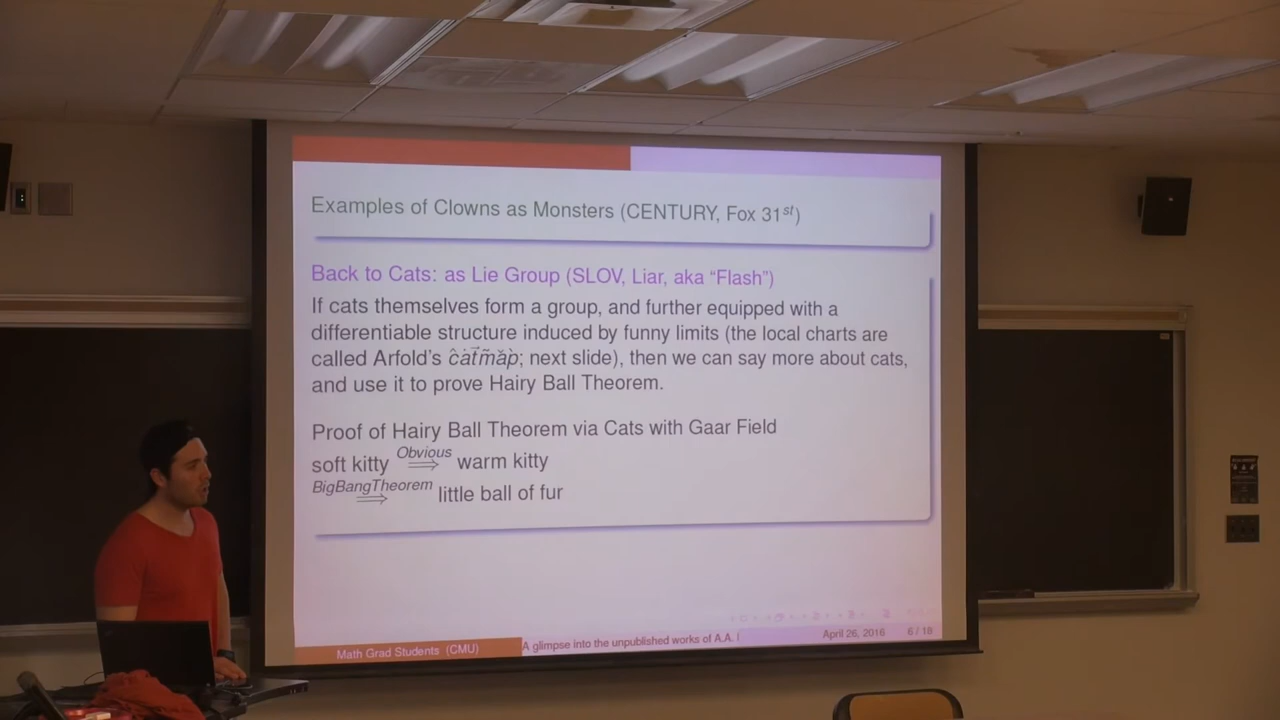 Examples of Clowns as Monsters (CENTURY, Fox 31st)
Back to Cats: as Lie Group (SLOV, Liar, aka “Flash”)
If cats themselves form a group, and further equipped with a
differentiable structure induced by funny limits (the local charts are
called Arfold’s ĉȧt⃗m̃ăp̀; next slide), then we can say more about cats,
and use it to prove Hairy Ball Theorem.
Proof of Hairy Ball Theorem via Cats with Gaar Field
soft kitty Obvious ⟹ warm kitty
BigBangTheorem ⟹ little ball of fur
Math Grad Students (CMU) A glimpse into the unpublished works of A.A. I April 26, 2016 6 / 18